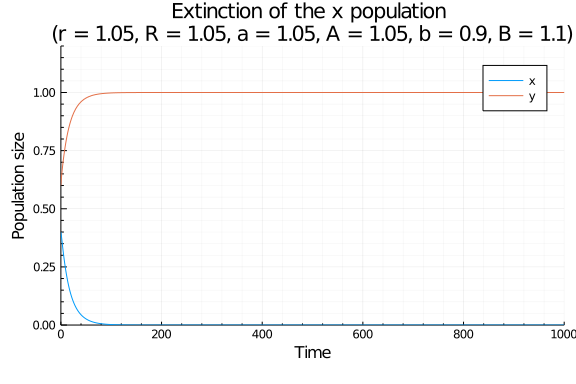 Extinction of the x population
(r = 1.05, R = 1.05, a = 1.05, A = 1.05, b = 0.9, B = 1.1)
x
y
1.00
0.75
0.50
0.25
0.00
Population size
0
200
400
600
800
1000
Time